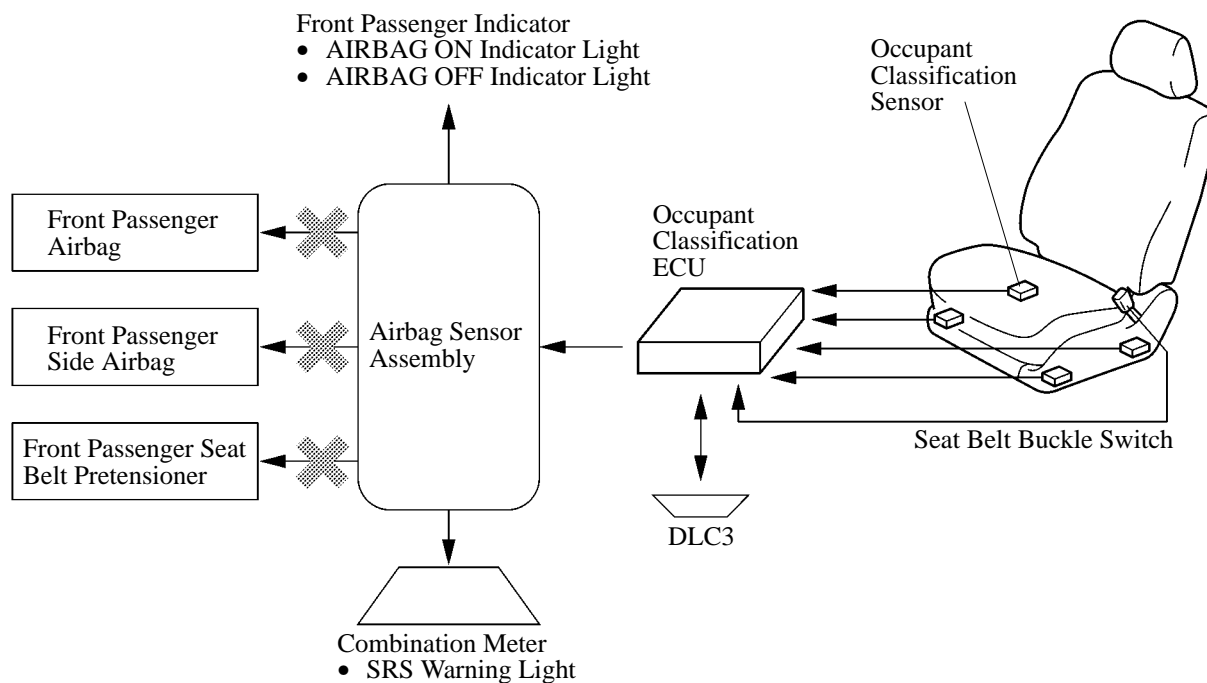 Front Passenger Indicator
• AIRBAG ON Indicator Light
• AIRBAG OFF Indicator Light
Occupant
Classification
Sensor
Front Passenger
Airbag
Occupant
Classification
ECU
Front Passenger
Side Airbag
Airbag Sensor
Assembly
Front Passenger Seat
Belt Pretensioner
Seat Belt Buckle Switch
DLC3
Combination Meter
• SRS Warning Light